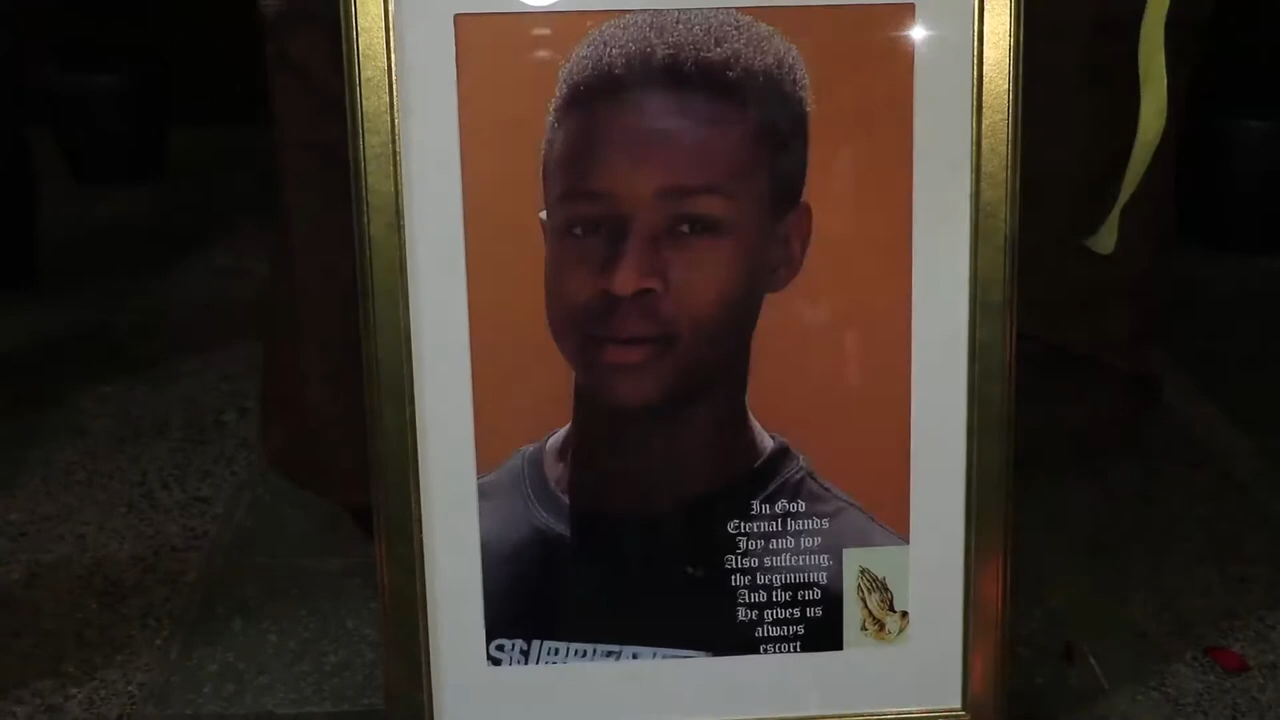 In God
Eternal hands
Joy and joy
Also suffering,
the beginning
And the end
He gives us
always
escort